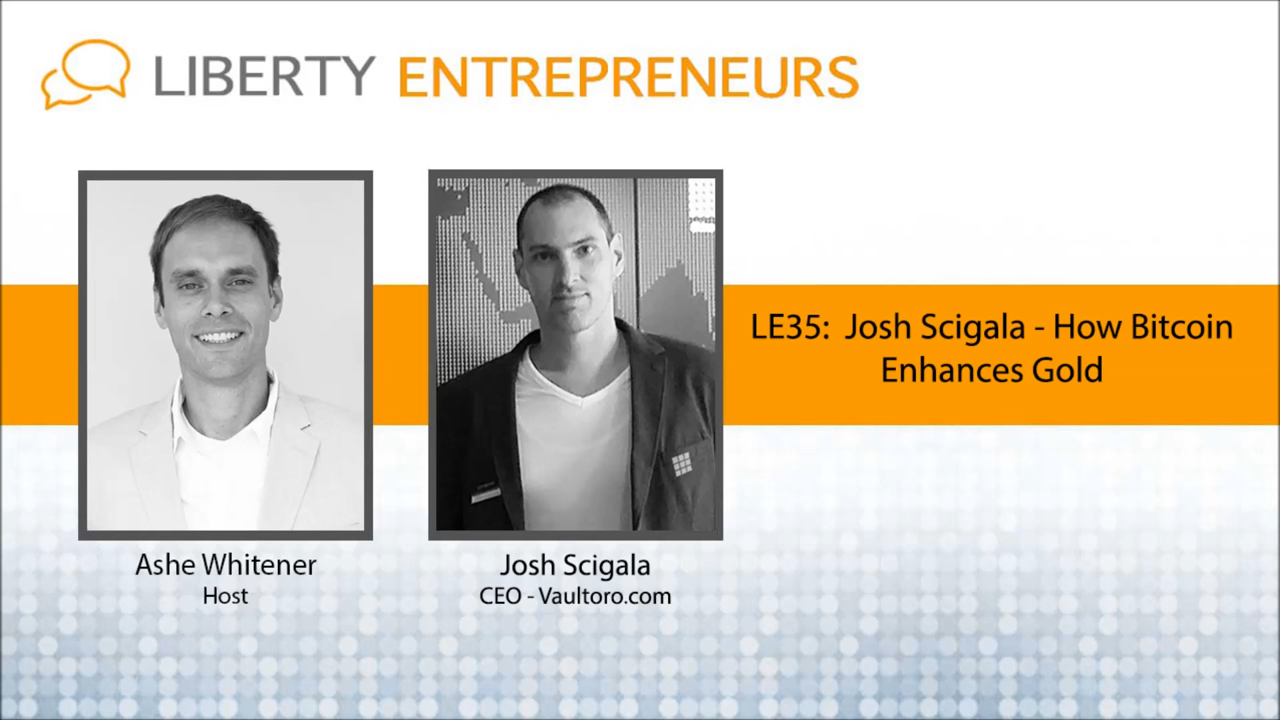 LIBERTY ENTREPRENEURS
LE35: Josh Scigala - How Bitcoin
Enhances Gold
Ashe Whitener
Host
Josh Scigala
CEO - Vaultoro.com